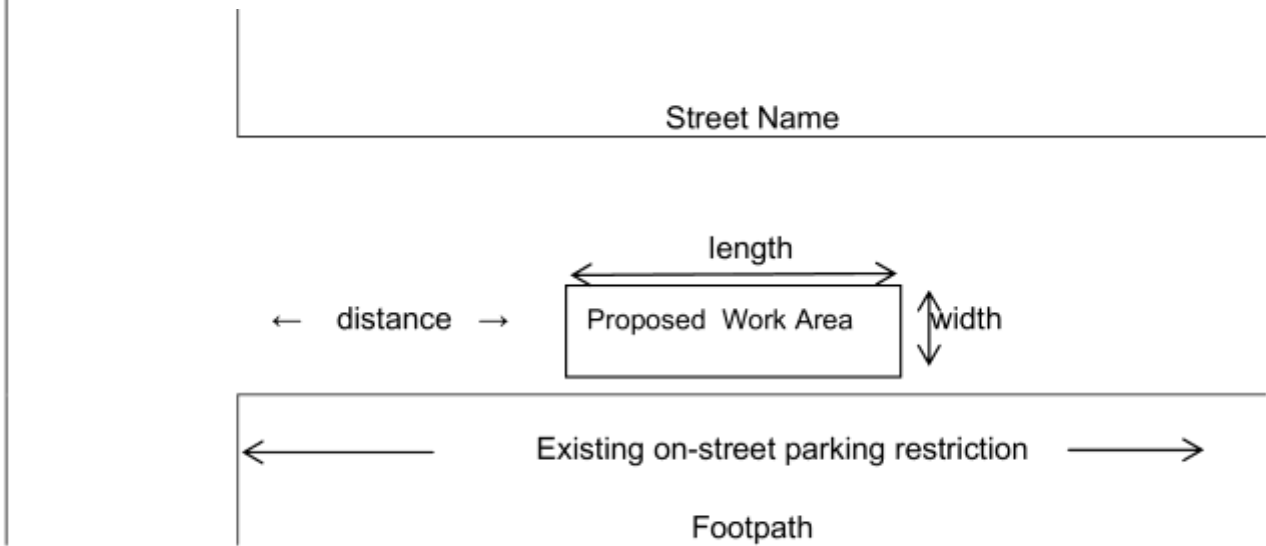 Street Name
length
← distance →
Proposed Work Area
width
Existing on-street parking restriction
Footpath